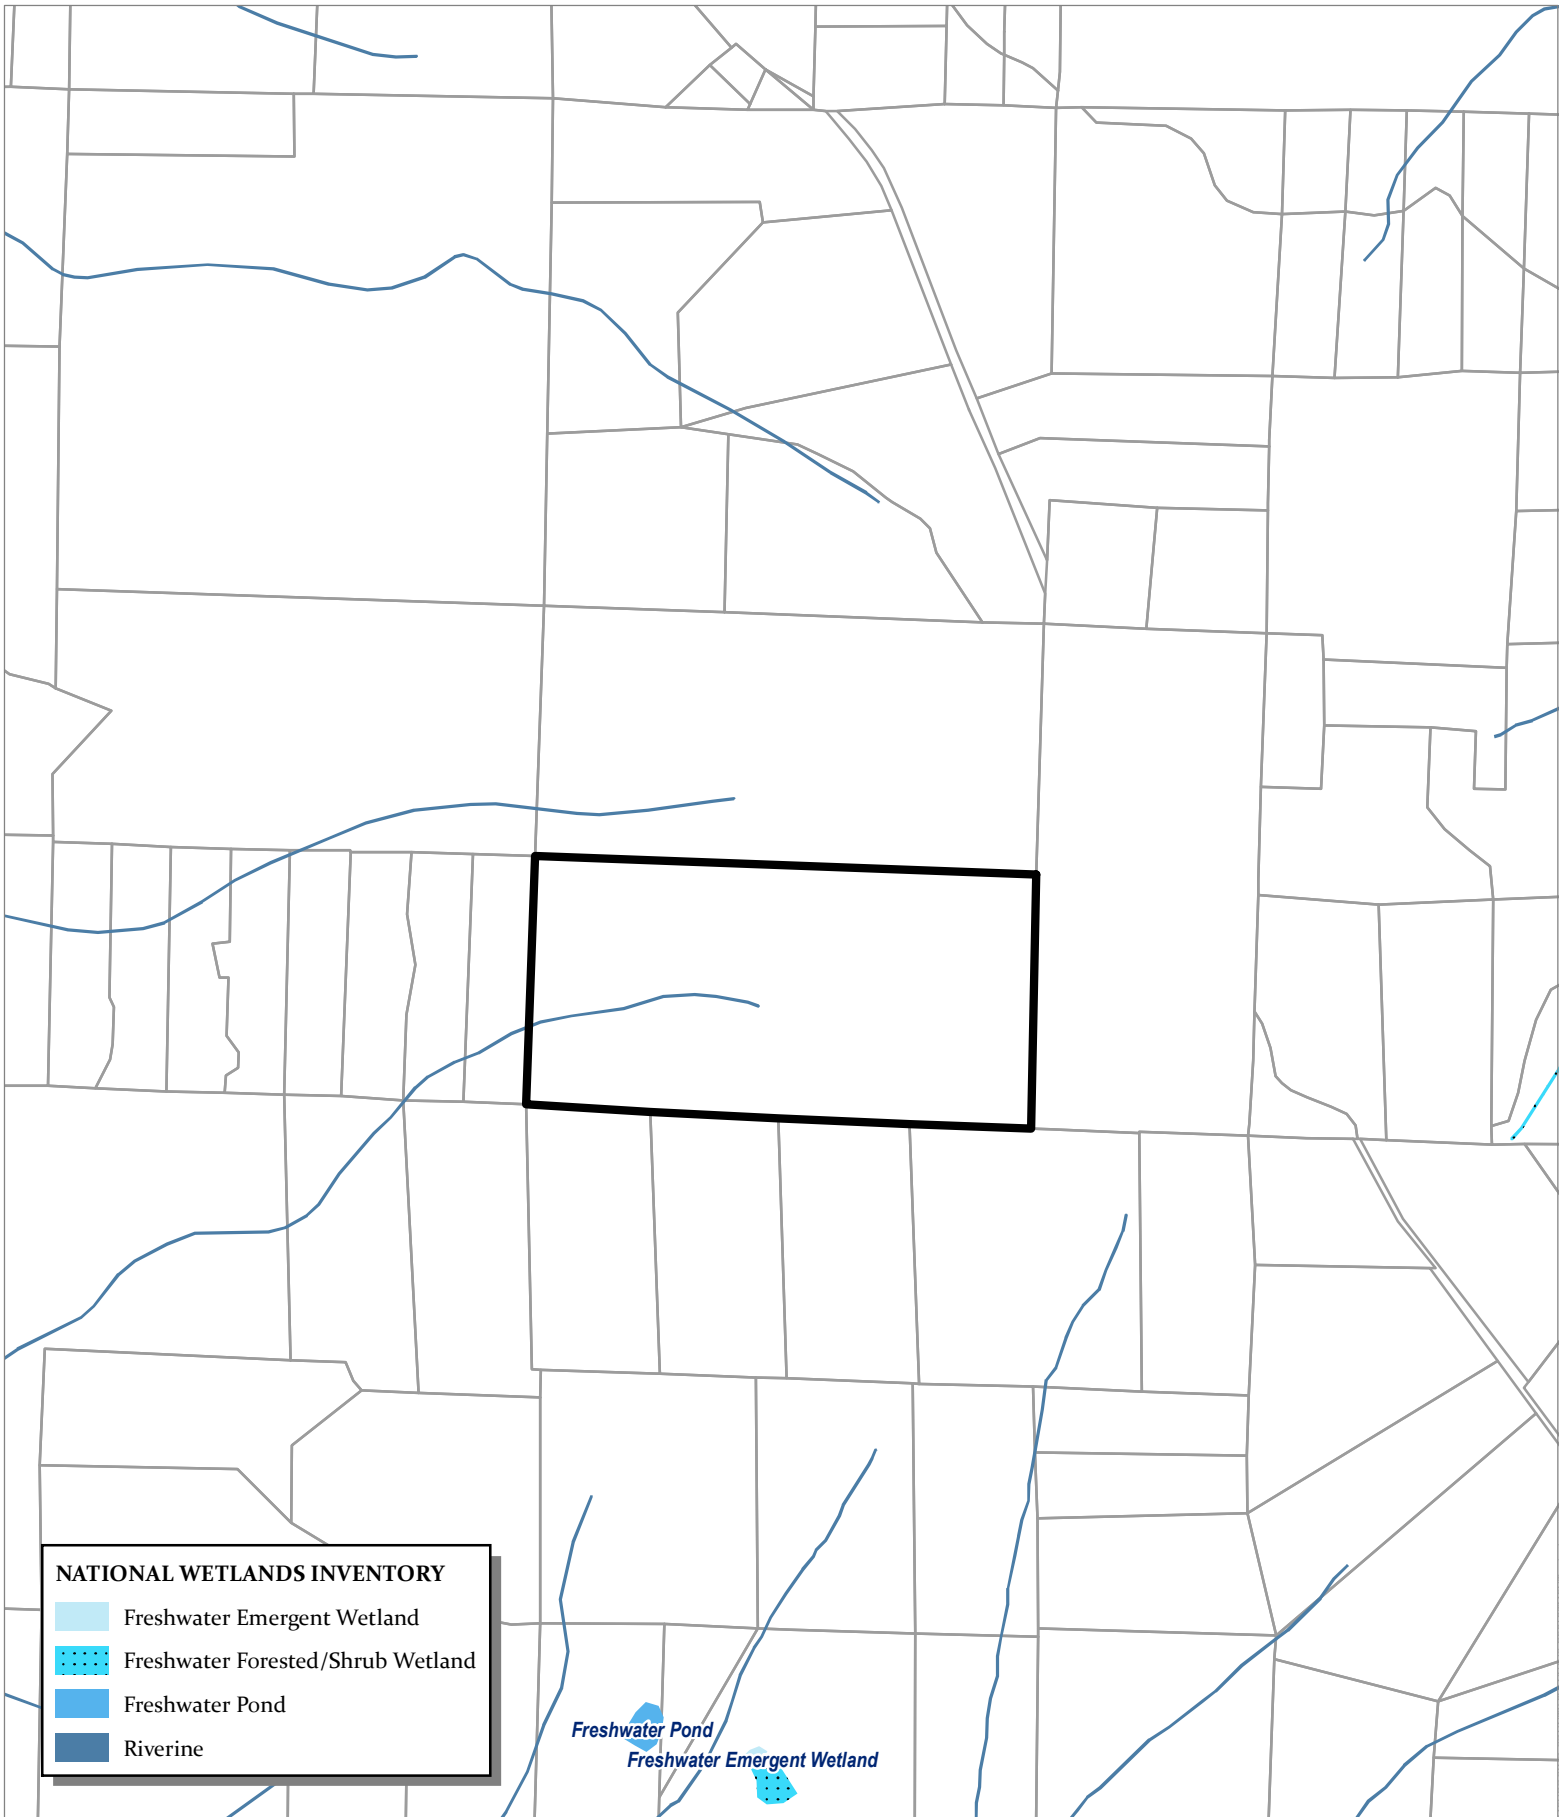 NATIONAL WETLANDS INVENTORY
Freshwater Emergent Wetland
Freshwater Forested/Shrub Wetland
Freshwater Pond
Riverine
Freshwater Pond
Freshwater Emergent Wetland